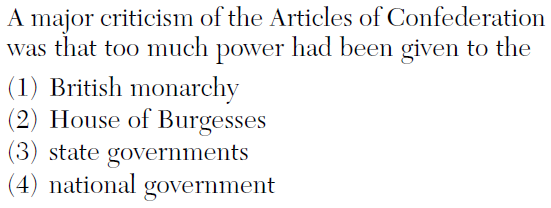 A major criticism of the Articles of Confederation
was that too much power had been given to the
(1) British monarchy
(2) House of Burgesses
(3) state governments
(4) national government